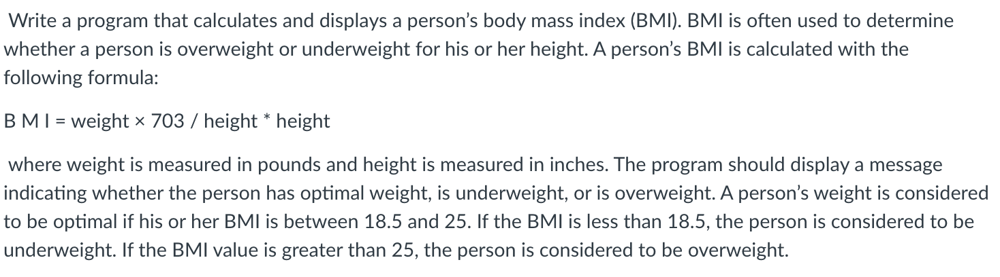 Write a program that calculates and displays a person’s body mass index (BMI). BMI is often used to determine
whether a person is overweight or underweight for his or her height. A person’s BMI is calculated with the
following formula:
B M I = weight × 703 / height * height
where weight is measured in pounds and height is measured in inches. The program should display a message
indicating whether the person has optimal weight, is underweight, or is overweight. A person’s weight is considered
to be optimal if his or her BMI is between 18.5 and 25. If the BMI is less than 18.5, the person is considered to be
underweight. If the BMI value is greater than 25, the person is considered to be overweight.